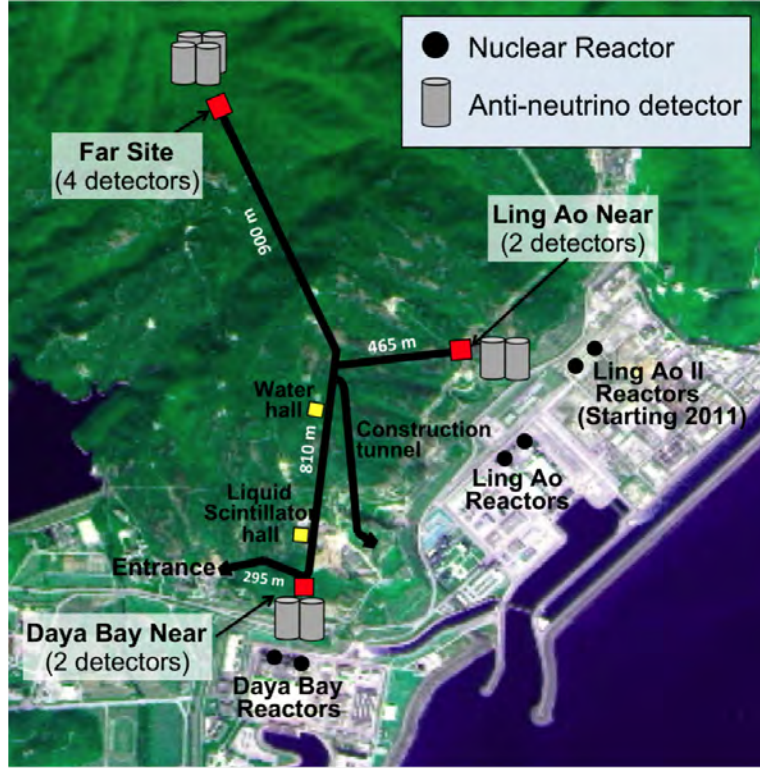 Nuclear Reactor
Anti-neutrino detector
Far Site
(4 detectors)
900 m
Ling Ao Near
(2 detectors)
465 m
Ling Ao II
Reactors
(Starting 2011)
Water
hall
810 m
Construction
tunnel
Ling Ao
Reactors
Liquid
Scintillator
hall
Entrance
295 m
Daya Bay Near
(2 detectors)
Daya Bay
Reactors